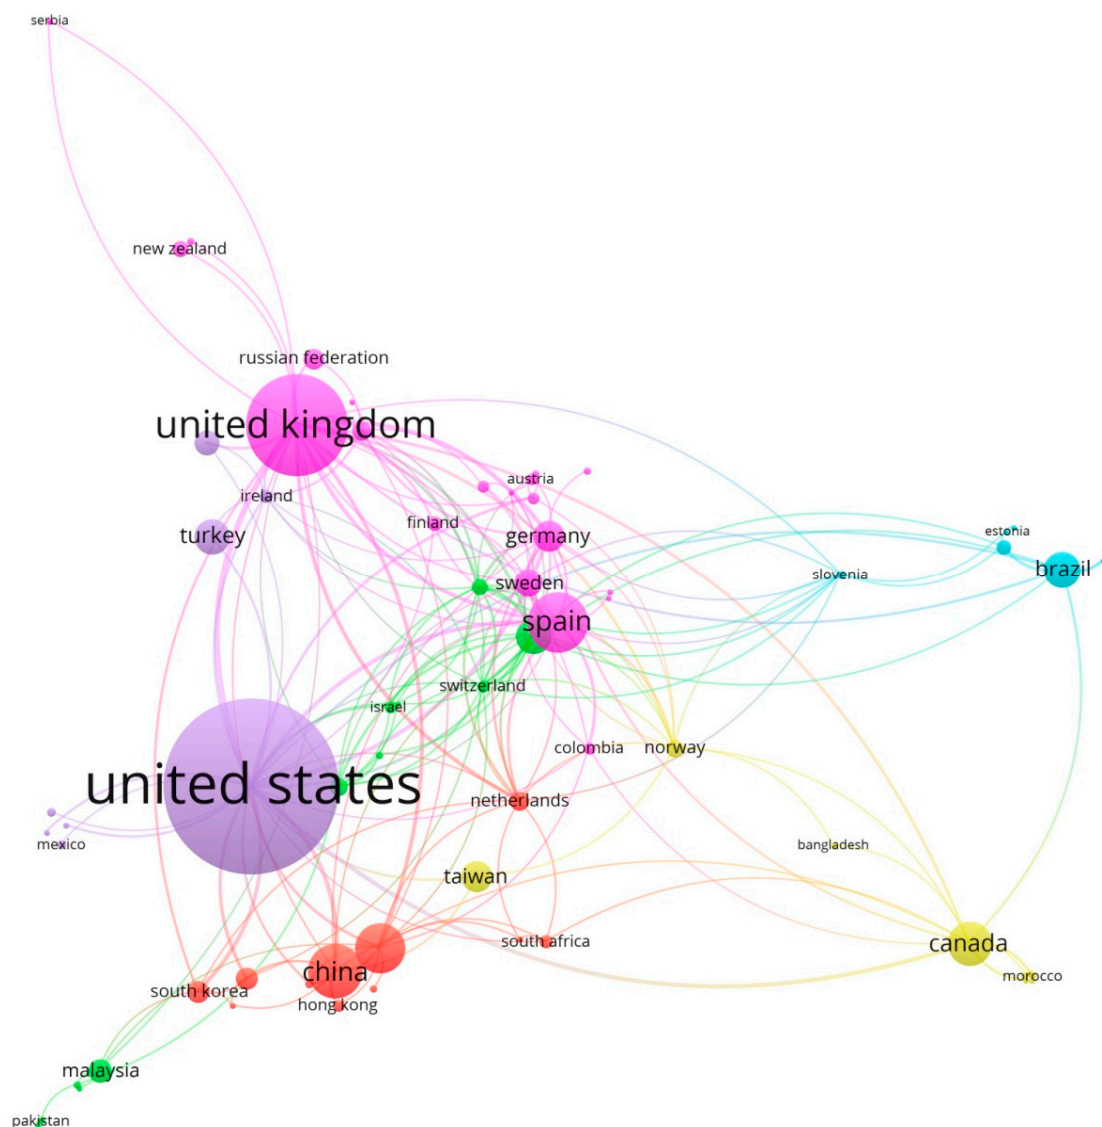 serbia
new zealand
russian federation
united kingdom
austria
ireland
finland
turkey
germany
estonia
brazil
slovenia
sweden
spain
switzerland
israel
colombia
norway
united states
netherlands
mexico
bangladesh
taiwan
south africa
canada
china
morocco
south korea
hong kong
malaysia
pakistan